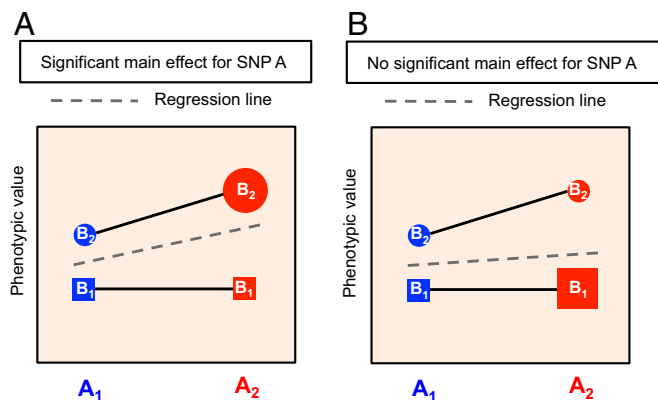 A
Significant main effect for SNP A
Regression line
Phenotypic value
B₂
B₂
B₁
B₁
A₁
A₂
B
No significant main effect for SNP A
Regression line
Phenotypic value
B₂
B₂
B₁
B₁
A₁
A₂